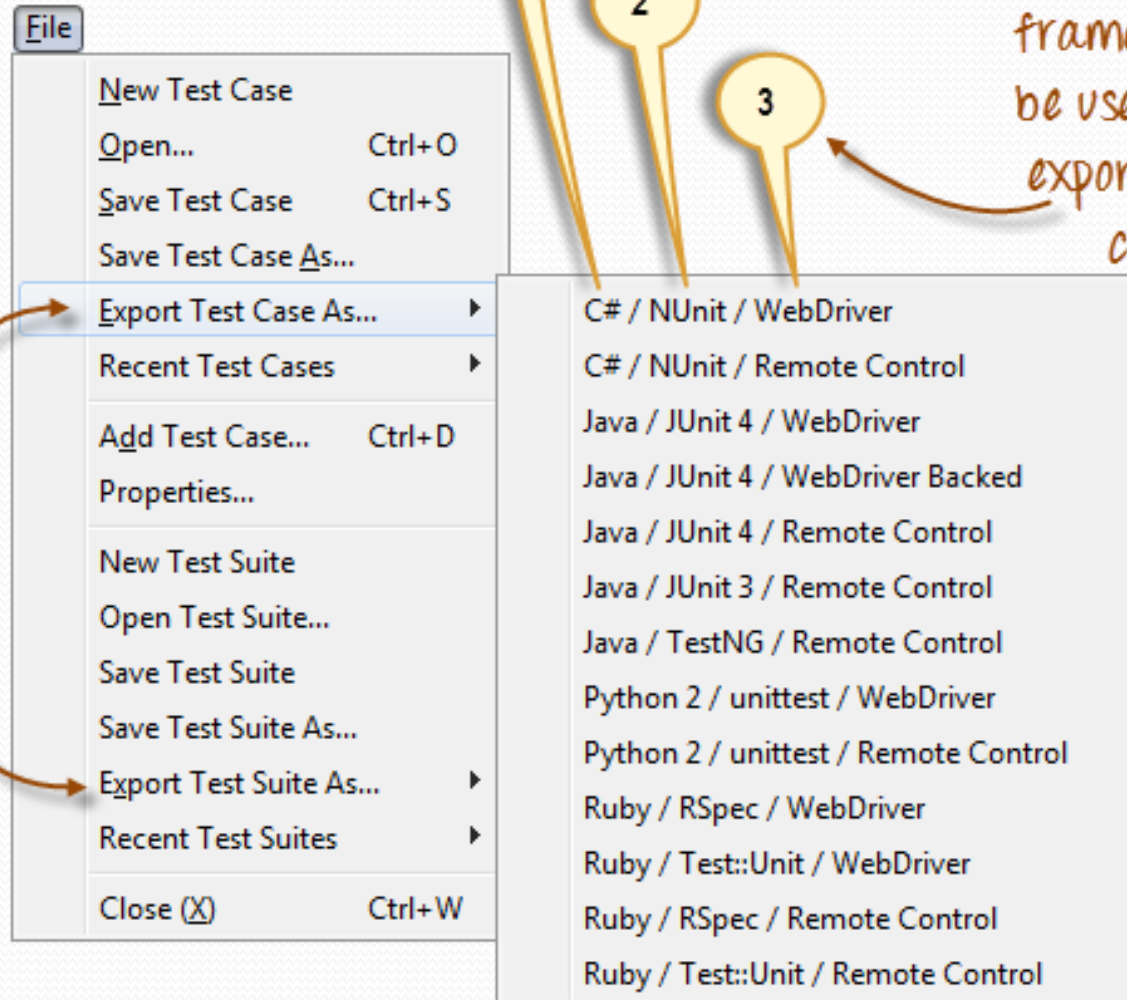 File
New Test Case
Open... Ctrl+O
Save Test Case Ctrl+S
Save Test Case As...
Export Test Case As...
Recent Test Cases
Add Test Case... Ctrl+D
Properties...
New Test Suite
Open Test Suite...
Save Test Suite
Save Test Suite As...
Export Test Suite As...
Recent Test Suites
Close (X) Ctrl+W
2
3
be
C# / NUnit / WebDriver
C# / NUnit / Remote Control
Java / JUnit 4 / WebDriver
Java / JUnit 4 / WebDriver Backed
Java / JUnit 4 / Remote Control
Java / JUnit 3 / Remote Control
Java / TestNG / Remote Control
Python 2 / unittest / WebDriver
Python 2 / unittest / Remote Control
Ruby / RSpec / WebDriver
Ruby / Test::Unit / WebDriver
Ruby / RSpec / Remote Control
Ruby / Test::Unit / Remote Control